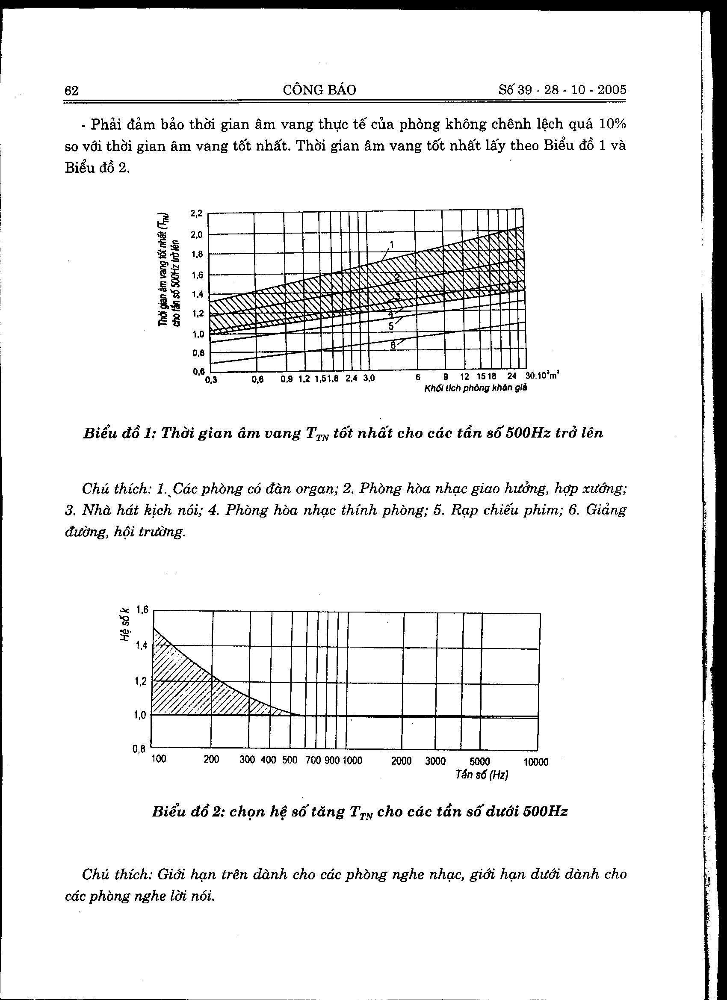 62 CÔNG BÁO Số 39 - 28 - 10 - 2005
- Phải đảm bảo thời gian âm vang thực tế của phòng không chênh lệch quá 10%
so với thời gian âm vang tốt nhất. Thời gian âm vang tốt nhất lấy theo Biểu đồ 1 và
Biểu đồ 2.
Thời gian âm vang tốt nhất (TTN)
cho tần số 500Hz trở lên
2,2
2,0
1,8
1,6
1,4
1,2
1,0
0,8
0,6
1
2
3
4
5
6
0,3 0,6 0,9 1,2 1,5 1,8 2,4 3,0 6 9 12 15 18 24 30.10³m³
Khối tích phòng khán giả
Biểu đồ 1: Thời gian âm vang TTN tốt nhất cho các tần số 500Hz trở lên
Chú thích: 1. Các phòng có đàn organ; 2. Phòng hòa nhạc giao hưởng, hợp xướng;
3. Nhà hát kịch nói; 4. Phòng hòa nhạc thính phòng; 5. Rạp chiếu phim; 6. Giảng
đường, hội trường.
Hệ số k
1,6
1,4
1,2
1,0
0,8
100 200 300 400 500 700 900 1000 2000 3000 5000 10000
Tần số (Hz)
Biểu đồ 2: chọn hệ số tăng TTN cho các tần số dưới 500Hz
Chú thích: Giới hạn trên dành cho các phòng nghe nhạc, giới hạn dưới dành cho
các phòng nghe lời nói.